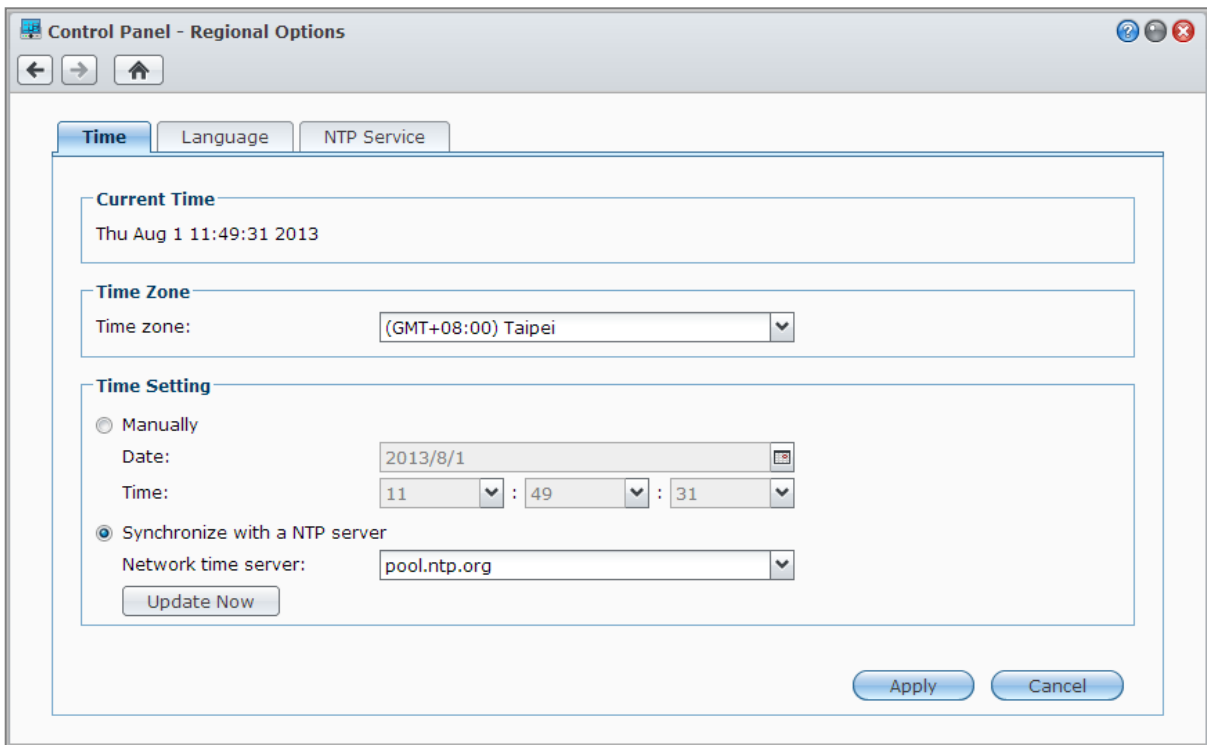 Control Panel - Regional Options
Time Language NTP Service
Current Time
Thu Aug 1 11:49:31 2013
Time Zone
Time zone: (GMT+08:00) Taipei
Time Setting
Manually
Date: 2013/8/1
Time: 11 : 49 : 31
Synchronize with a NTP server
Network time server: pool.ntp.org
Update Now
Apply Cancel